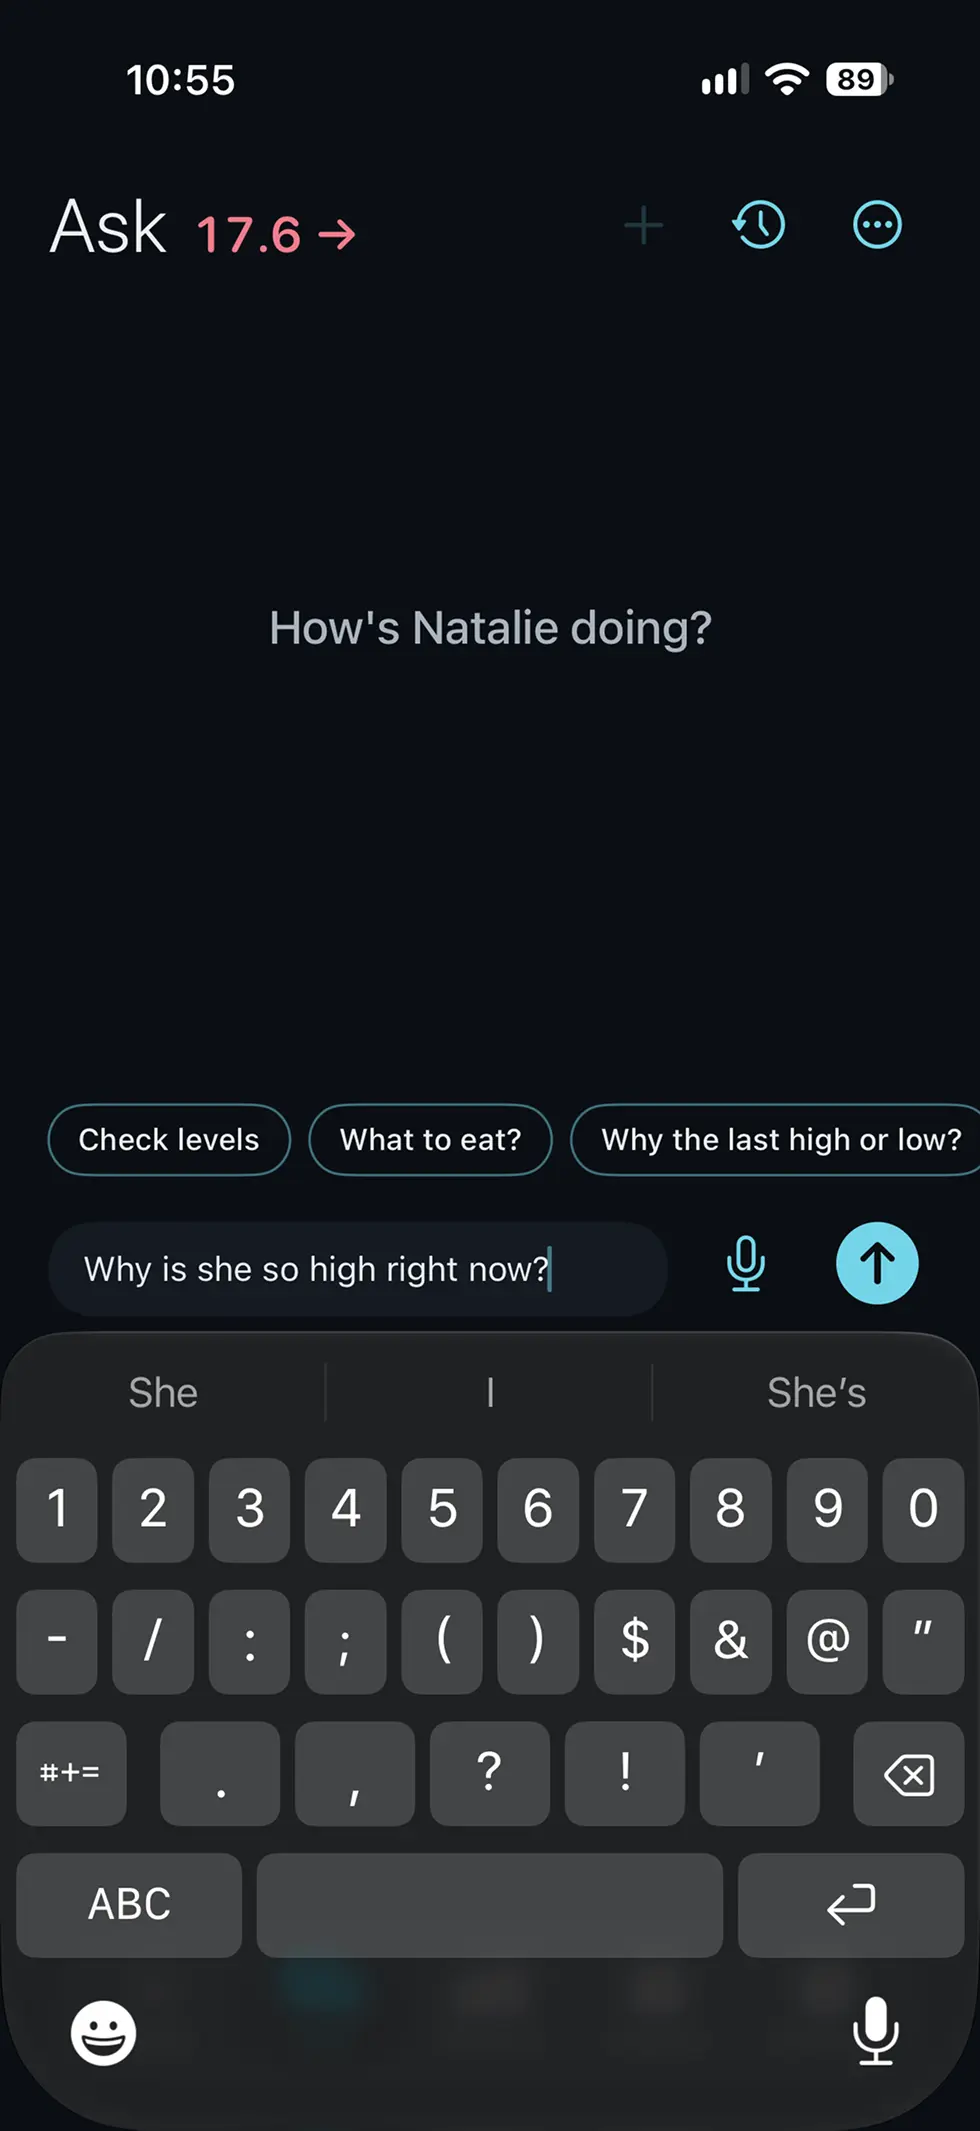 10:55
89
Ask 17.6 →
How's Natalie doing?
Check levels
What to eat?
Why the last high or low?
Why is she so high right now?
She
I
She's
1 2 3 4 5 6 7 8 9 0
- / : ; ( ) $ & @ "
#+= . , ? ! '
ABC